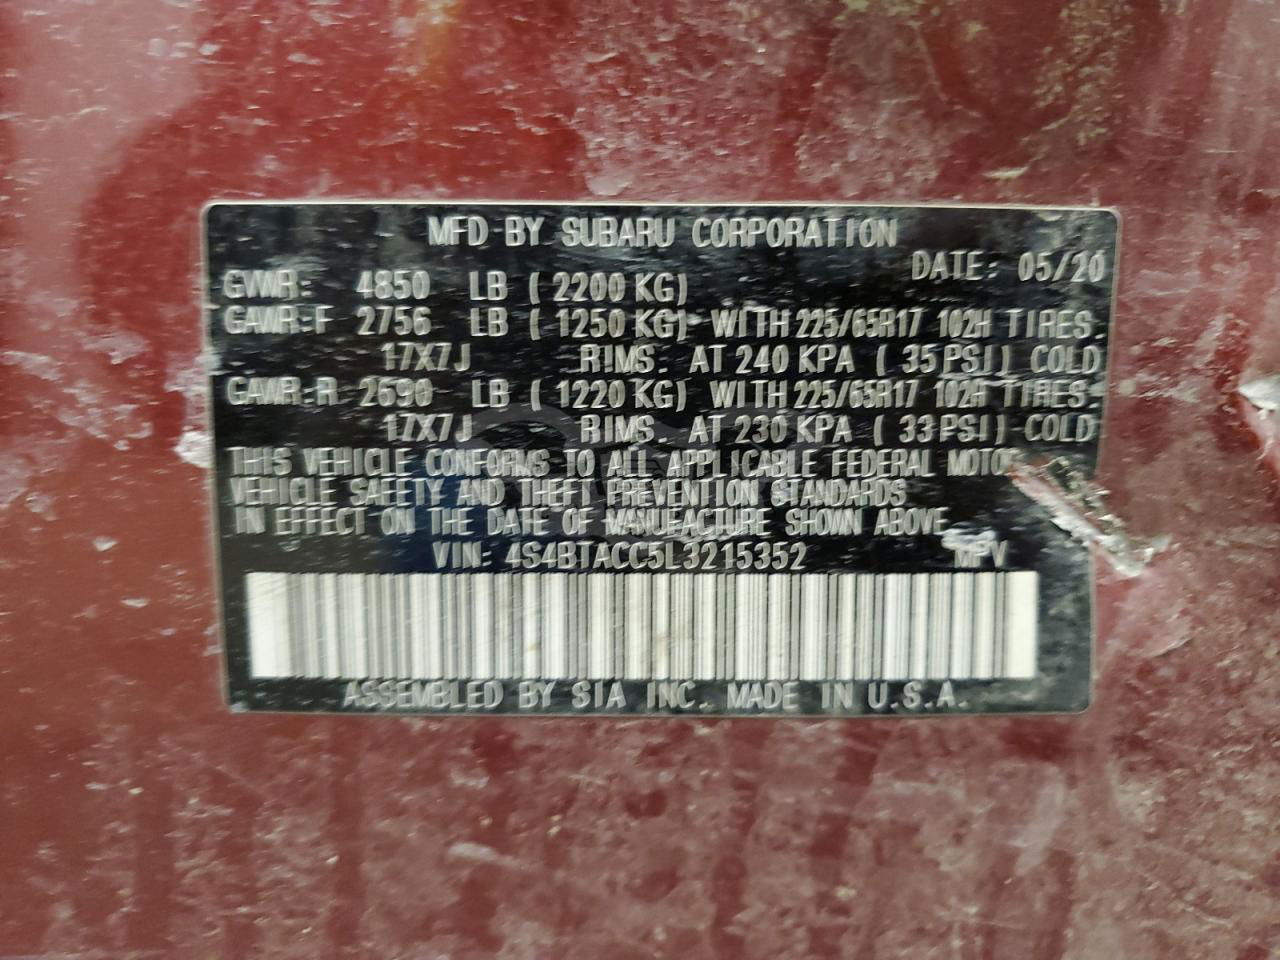 MFD BY SUBARU CORPORATION
DATE: 05/20
GVWR: 4850 LB ( 2200 KG)
GAWR:F 2756 LB ( 1250 KG) WITH 225/65R17 102H TIRES
17X7J RIMS. AT 240 KPA ( 35 PSI) COLD
GAWR:R 2690 LB ( 1220 KG) WITH 225/65R17 102H TIRES
17X7J RIMS. AT 230 KPA ( 33 PSI) COLD
THIS VEHICLE CONFORMS TO ALL APPLICABLE FEDERAL MOTOR
VEHICLE SAFETY AND THEFT PREVENTION STANDARDS
IN EFFECT ON THE DATE OF MANUFACTURE SHOWN ABOVE
VIN: 4S4BTACC5L3215352 MPV
ASSEMBLED BY SIA INC. MADE IN U.S.A.